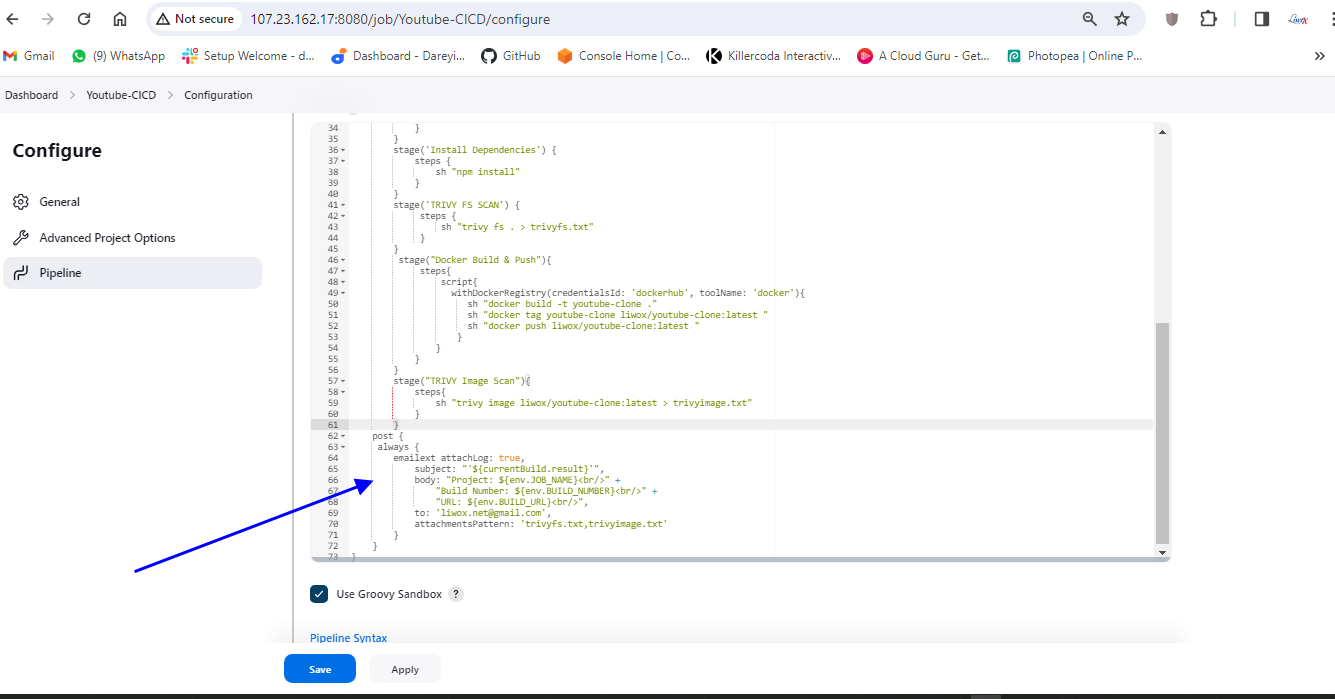 Not secure 107.23.162.17:8080/job/Youtube-CICD/configure
Gmail (9) WhatsApp Setup Welcome - d... Dashboard - Dareyi... GitHub Console Home | Co... Killercoda Interactiv... A Cloud Guru - Get... Photopea | Online P... »
Dashboard > Youtube-CICD > Configuration
Configure
General
Advanced Project Options
Pipeline
34 }
35 }
36 stage('Install Dependencies') {
37 steps {
38 sh "npm install"
39 }
40 }
41 stage('TRIVY FS SCAN') {
42 steps {
43 sh "trivy fs . > trivyfs.txt"
44 }
45 }
46 stage("Docker Build & Push"){
47 steps{
48 script{
49 withDockerRegistry(credentialsId: 'dockerhub', toolName: 'docker'){
50 sh "docker build -t youtube-clone ."
51 sh "docker tag youtube-clone liwox/youtube-clone:latest "
52 sh "docker push liwox/youtube-clone:latest "
53 }
54 }
55 }
56 }
57 stage("TRIVY Image Scan"){
58 steps{
59 sh "trivy image liwox/youtube-clone:latest > trivyimage.txt"
60 }
61 }
62 post {
63 always {
64 emailext attachLog: true,
65 subject: "'${currentBuild.result}'",
66 body: "Project: ${env.JOB_NAME}<br/>" +
67 "Build Number: ${env.BUILD_NUMBER}<br/>" +
68 "URL: ${env.BUILD_URL}<br/>",
69 to: 'liwox.net@gmail.com',
70 attachmentsPattern: 'trivyfs.txt,trivyimage.txt'
71 }
72 }
73 }
Use Groovy Sandbox ?
Pipeline Syntax
Save Apply